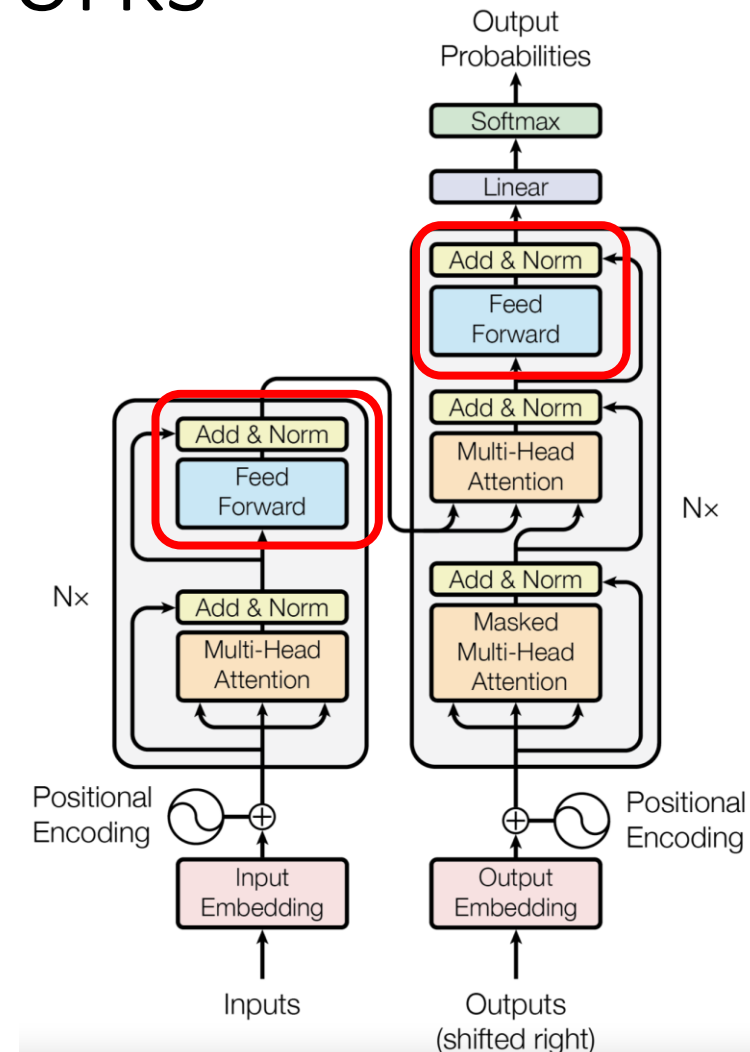 Output
Probabilities
Softmax
Linear
Add & Norm
Feed
Forward
Add & Norm
Multi-Head
Attention
Nx
Add & Norm
Masked
Multi-Head
Attention
Add & Norm
Feed
Forward
Nx
Add & Norm
Multi-Head
Attention
Positional
Encoding
Positional
Encoding
Input
Embedding
Output
Embedding
Inputs
Outputs
(shifted right)